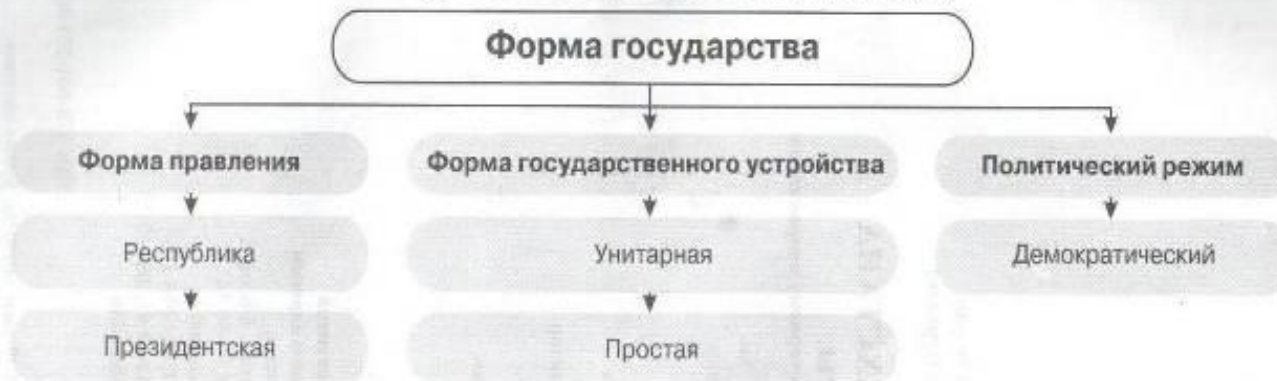 Форма государства
Форма правления
Форма государственного устройства
Политический режим
Республика
Унитарная
Демократический
Президентская
Простая